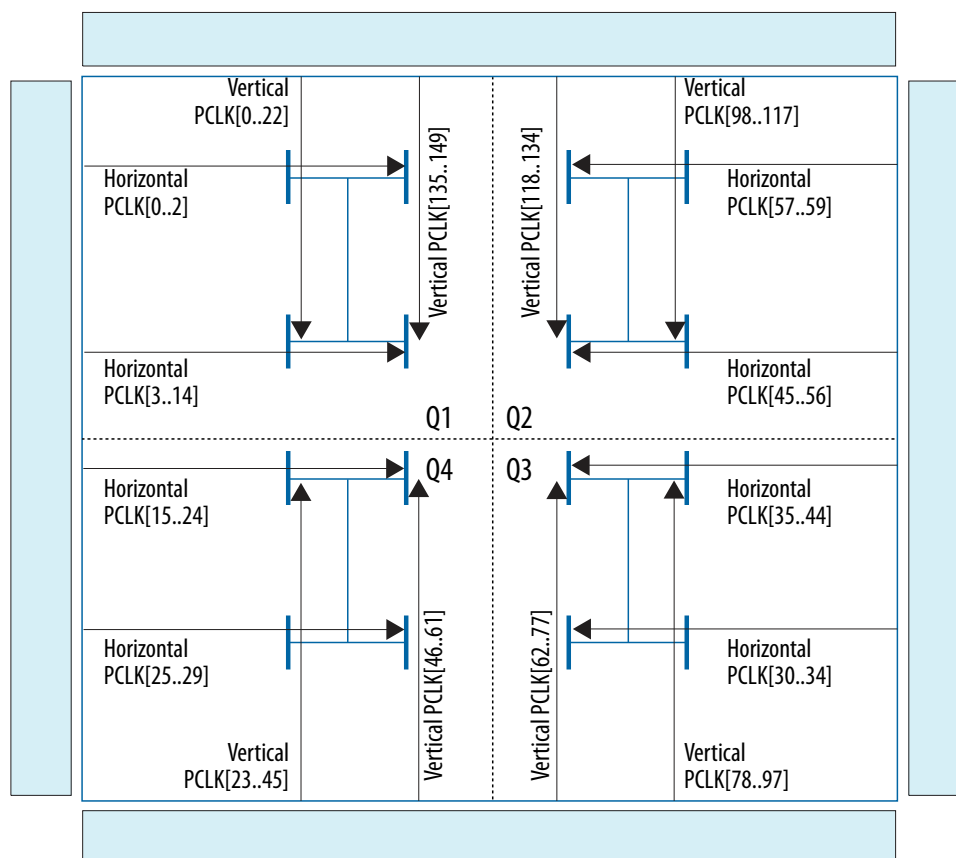 Vertical
PCLK[0..22]
Vertical
PCLK[98..117]
Vertical PCLK[135..149]
Vertical PCLK[118..134]
Horizontal
PCLK[0..2]
Horizontal
PCLK[57..59]
Horizontal
PCLK[3..14]
Horizontal
PCLK[45..56]
Q1
Q2
Q4
Q3
Horizontal
PCLK[15..24]
Horizontal
PCLK[35..44]
Vertical PCLK[46..61]
Vertical PCLK[62..77]
Horizontal
PCLK[25..29]
Horizontal
PCLK[30..34]
Vertical
PCLK[23..45]
Vertical
PCLK[78..97]